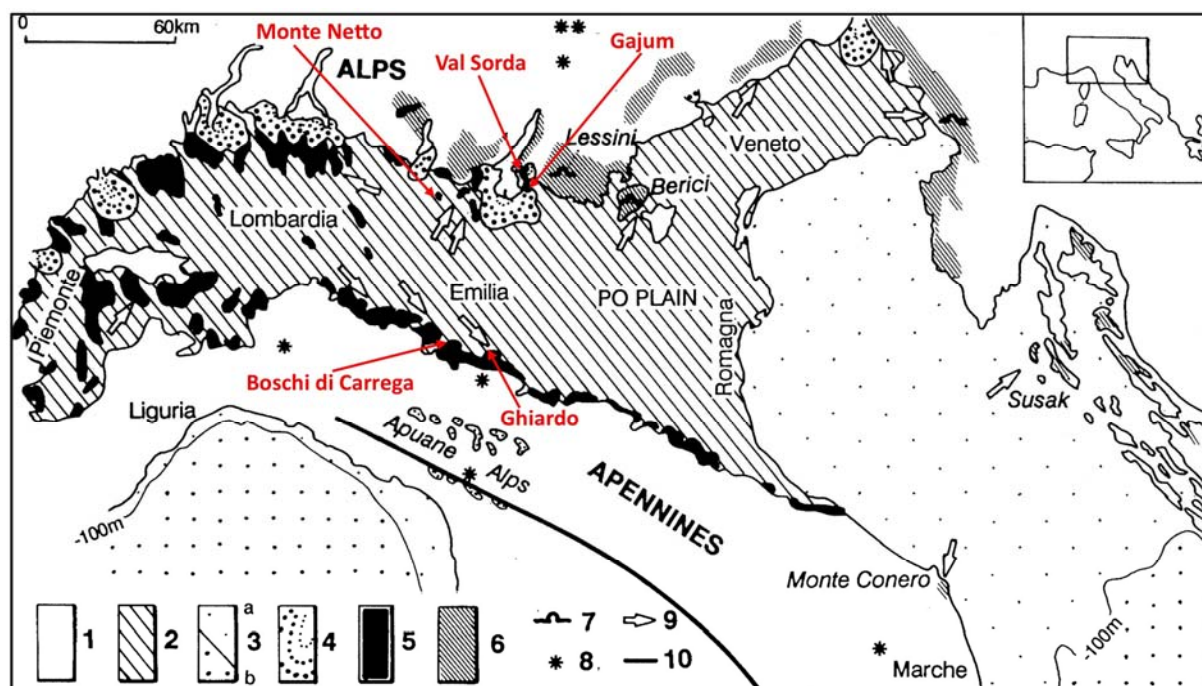 0 60km
Monte Netto
Val Sorda
Gajum
ALPS
**
*
Lessini
Veneto
Berici
Lombardia
Emilia
PO PLAIN
Piemonte
Romagna
Boschi di Carrega
Ghiardo
Susak
Liguria
Apuane
Alps
APENNINES
-100m
Monte Conero
-100m
Marche
1
2
a
3
b
4
5
6
7
8
9
10